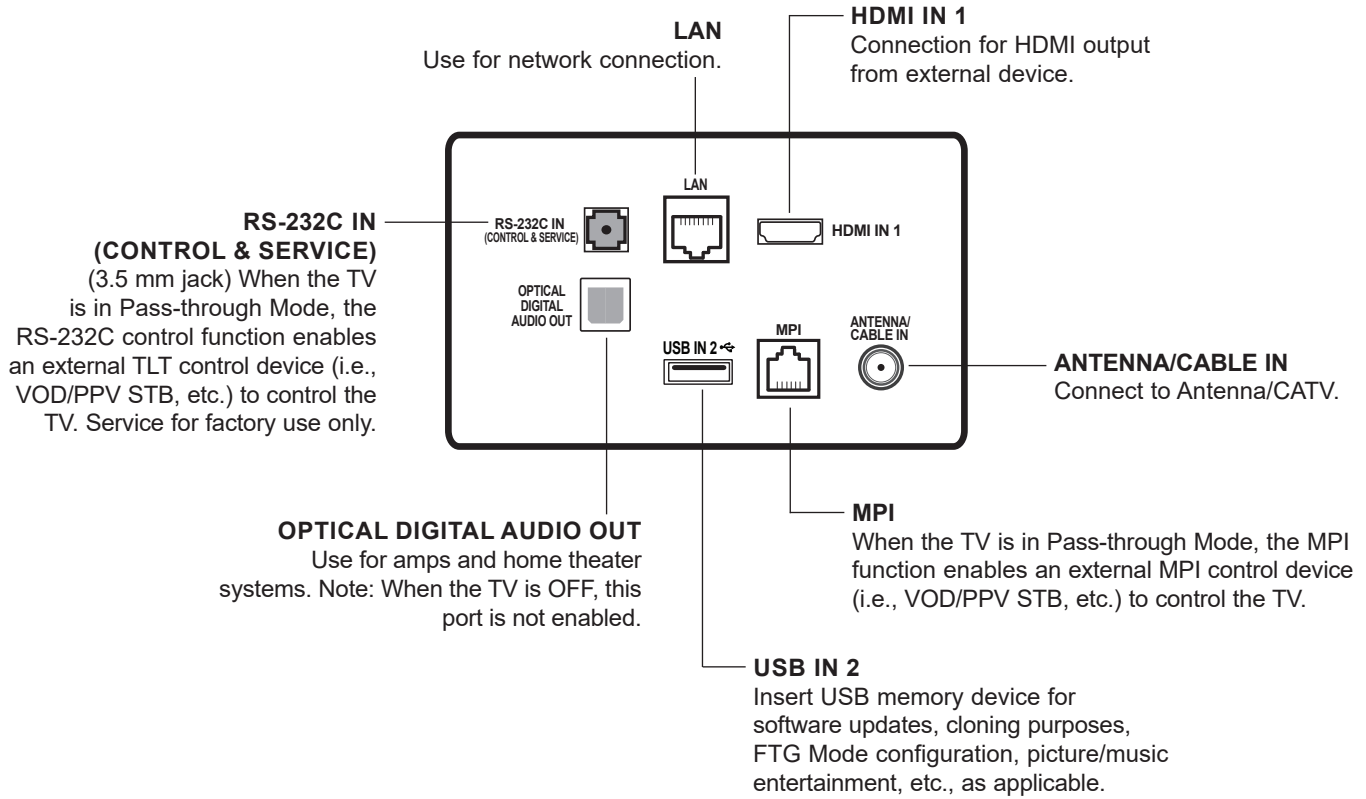 LAN
Use for network connection.
HDMI IN 1
Connection for HDMI output
from external device.
RS-232C IN
(CONTROL & SERVICE)
(3.5 mm jack) When the TV
is in Pass-through Mode, the
RS-232C control function enables
an external TLT control device (i.e.,
VOD/PPV STB, etc.) to control the
TV. Service for factory use only.
RS-232C IN
(CONTROL & SERVICE)
LAN
HDMI IN 1
OPTICAL
DIGITAL
AUDIO OUT
USB IN 2
MPI
ANTENNA/
CABLE IN
ANTENNA/CABLE IN
Connect to Antenna/CATV.
OPTICAL DIGITAL AUDIO OUT
Use for amps and home theater
systems. Note: When the TV is OFF, this
port is not enabled.
MPI
When the TV is in Pass-through Mode, the MPI
function enables an external MPI control device
(i.e., VOD/PPV STB, etc.) to control the TV.
USB IN 2
Insert USB memory device for
software updates, cloning purposes,
FTG Mode configuration, picture/music
entertainment, etc., as applicable.